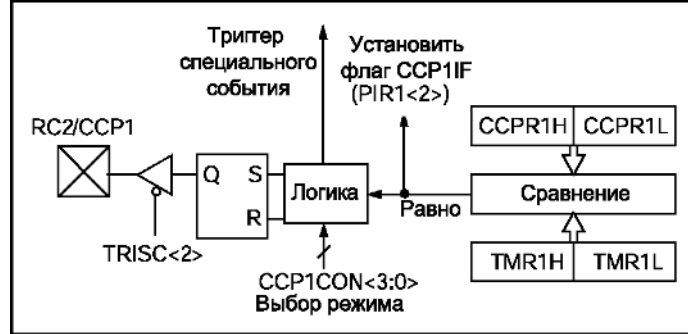 Триггер
специального
события
Установить
флаг CCP1IF
(PIR1<2>)
RC2/CCP1
CCPR1H CCPR1L
Q S
R
Логика
Равно
Сравнение
TRISC<2>
CCP1CON<3:0>
Выбор режима
TMR1H TMR1L